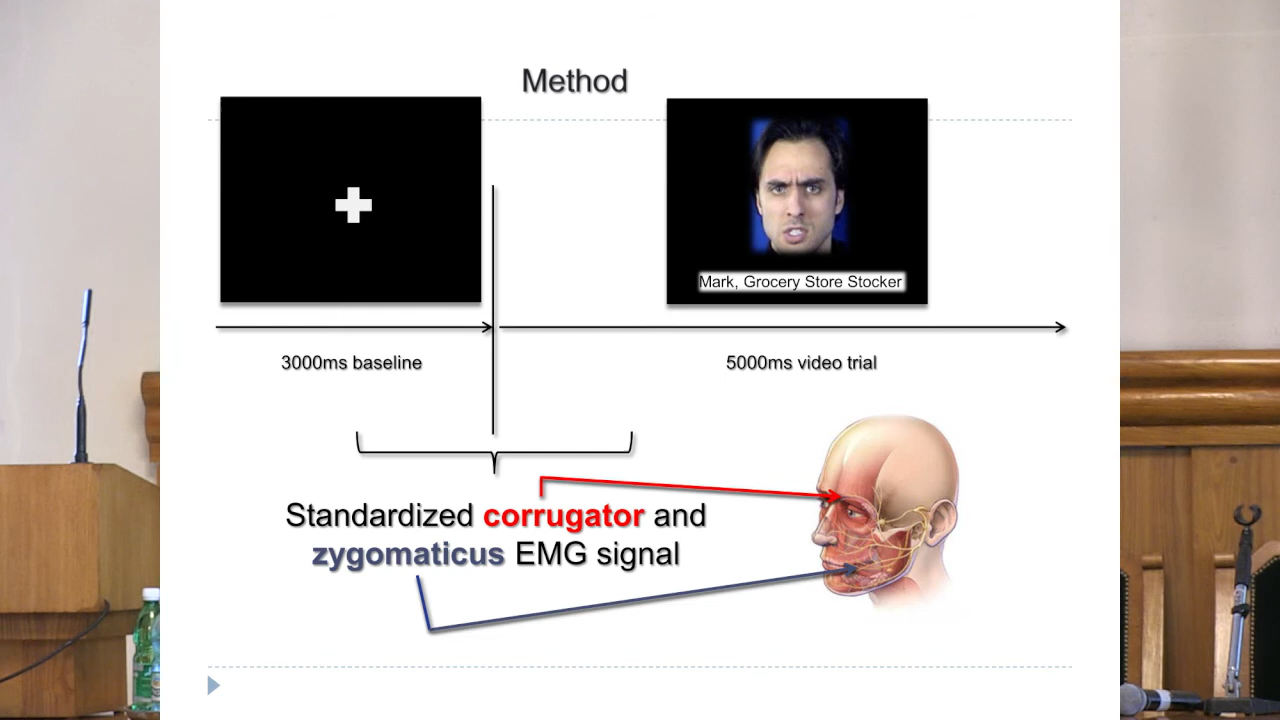 Method
Mark, Grocery Store Stocker
3000ms baseline
5000ms video trial
Standardized corrugator and
zygomaticus EMG signal